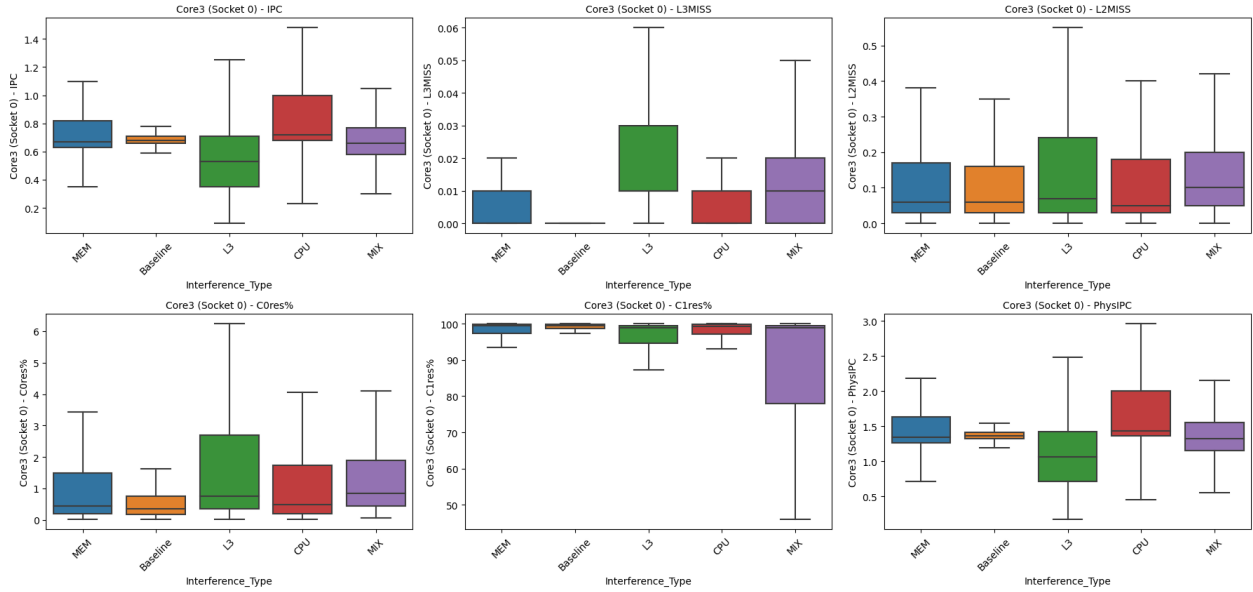 Core3 (Socket 0) - IPC
Core3 (Socket 0) - IPC
1.4
1.2
1.0
0.8
0.6
0.4
0.2
MEM
Baseline
L3
CPU
MIX
Interference_Type
Core3 (Socket 0) - L3MISS
Core3 (Socket 0) - L3MISS
0.06
0.05
0.04
0.03
0.02
0.01
0.00
MEM
Baseline
L3
CPU
MIX
Interference_Type
Core3 (Socket 0) - L2MISS
Core3 (Socket 0) - L2MISS
0.5
0.4
0.3
0.2
0.1
0.0
MEM
Baseline
L3
CPU
MIX
Interference_Type
Core3 (Socket 0) - C0res%
Core3 (Socket 0) - C0res%
6
5
4
3
2
1
0
MEM
Baseline
L3
CPU
MIX
Interference_Type
Core3 (Socket 0) - C1res%
Core3 (Socket 0) - C1res%
100
90
80
70
60
50
MEM
Baseline
L3
CPU
MIX
Interference_Type
Core3 (Socket 0) - PhysIPC
Core3 (Socket 0) - PhysIPC
3.0
2.5
2.0
1.5
1.0
0.5
MEM
Baseline
L3
CPU
MIX
Interference_Type